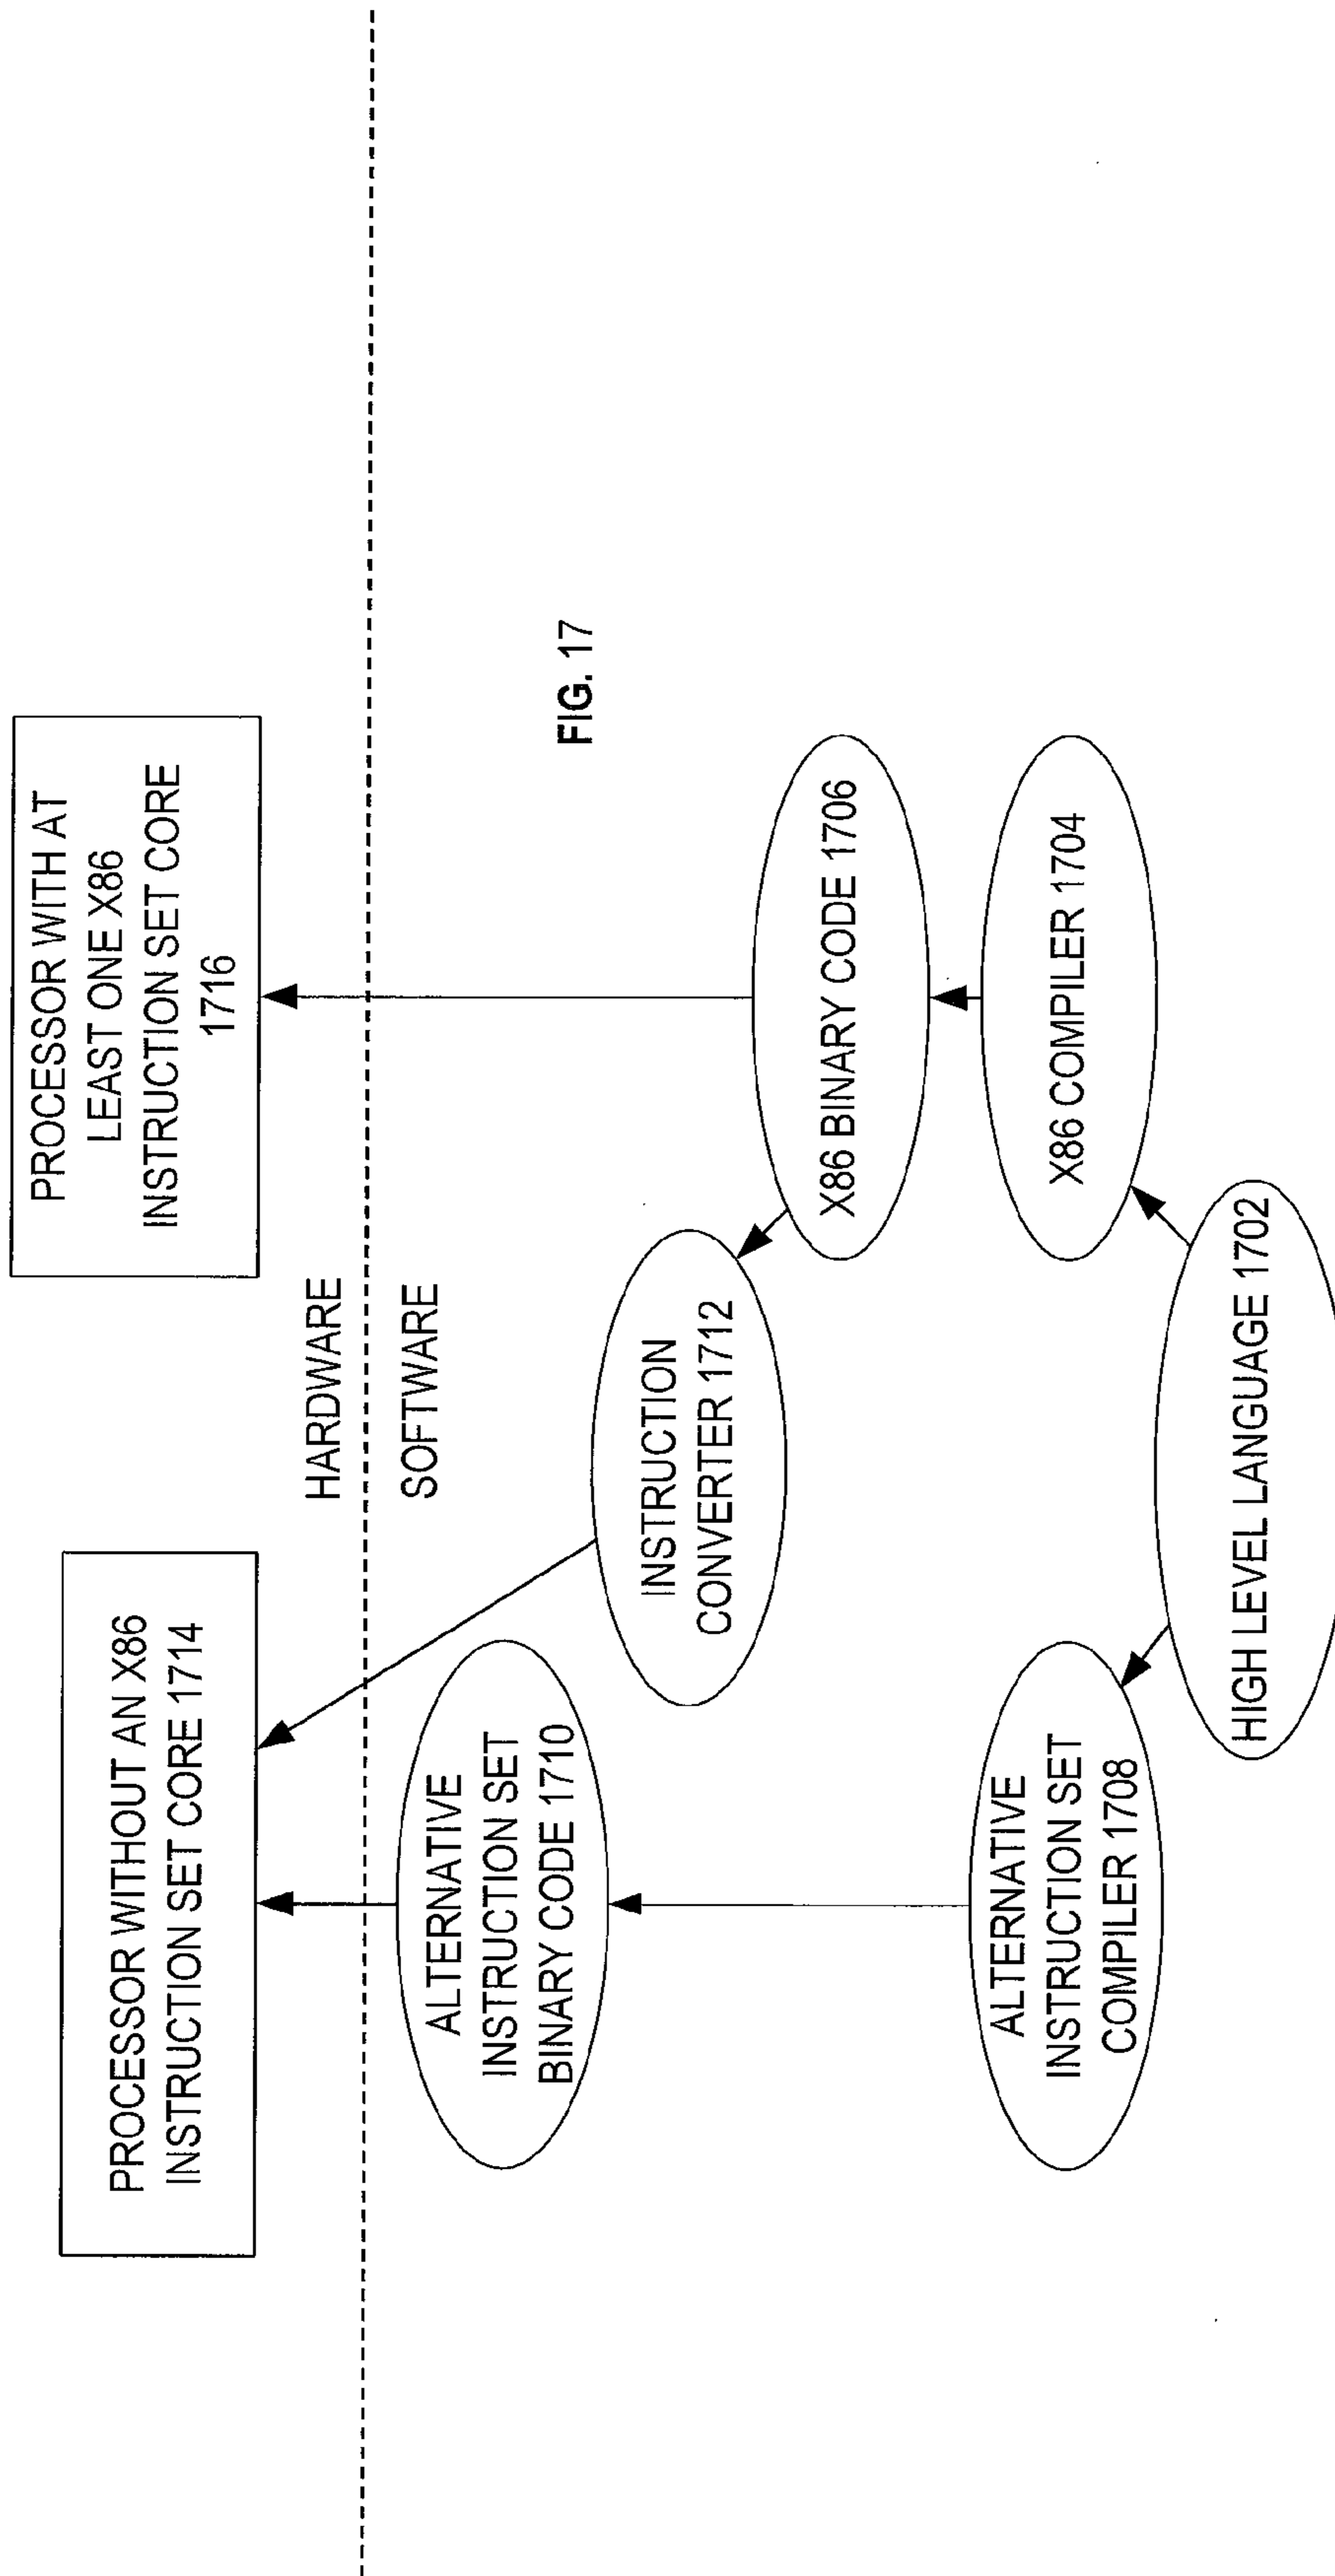 PROCESSOR WITHOUT AN X86
INSTRUCTION SET CORE 1714
PROCESSOR WITH AT
LEAST ONE X86
INSTRUCTION SET CORE
1716
HARDWARE
SOFTWARE
ALTERNATIVE
INSTRUCTION SET
BINARY CODE 1710
INSTRUCTION
CONVERTER 1712
FIG. 17
X86 BINARY CODE 1706
ALTERNATIVE
INSTRUCTION SET
COMPILER 1708
X86 COMPILER 1704
HIGH LEVEL LANGUAGE 1702